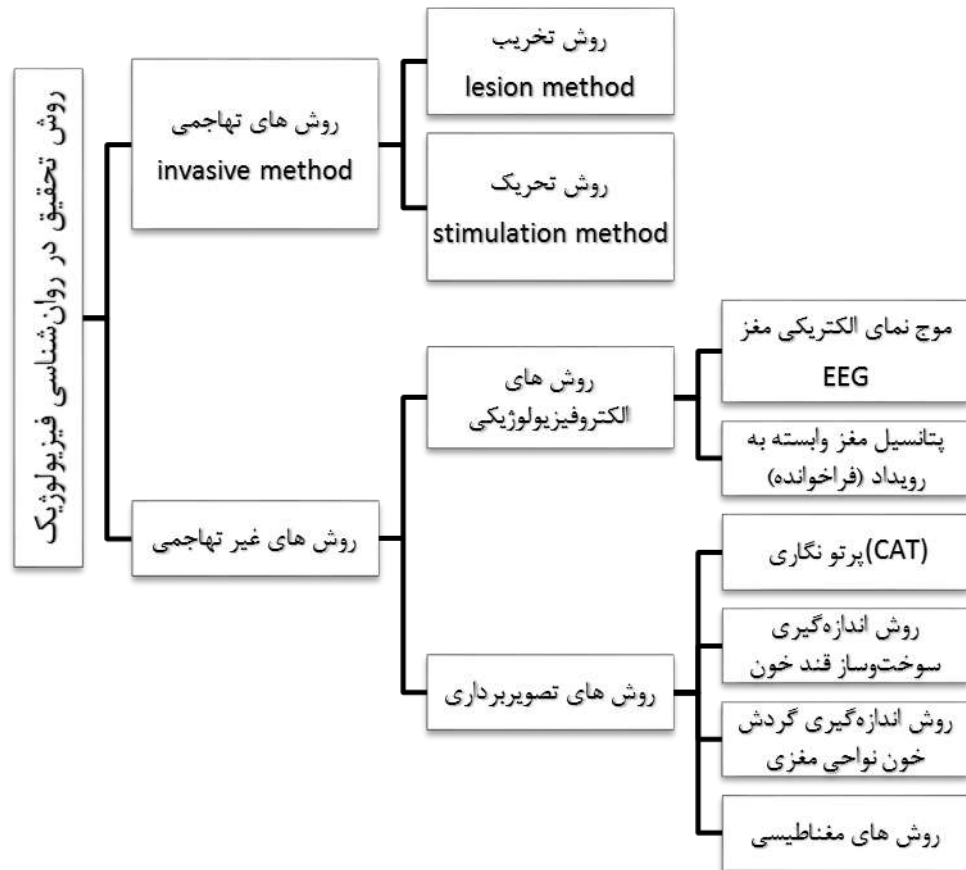 روش تحقیق در روان‌شناسی فیزیولوژیک
روش های تهاجمی
invasive method
روش تخریب
lesion method
روش تحریک
stimulation method
روش های غیر تهاجمی
روش های
الکتروفیزیولوژیکی
موج نمای الکتریکی مغز
EEG
پتانسیل مغز وابسته به
رویداد (فراخوانده)
روش های تصویربرداری
(CAT)پرتو نگاری
روش اندازه‌گیری
سوخت‌وساز قند خون
روش اندازه‌گیری گردش
خون نواحی مغزی
روش های مغناطیسی